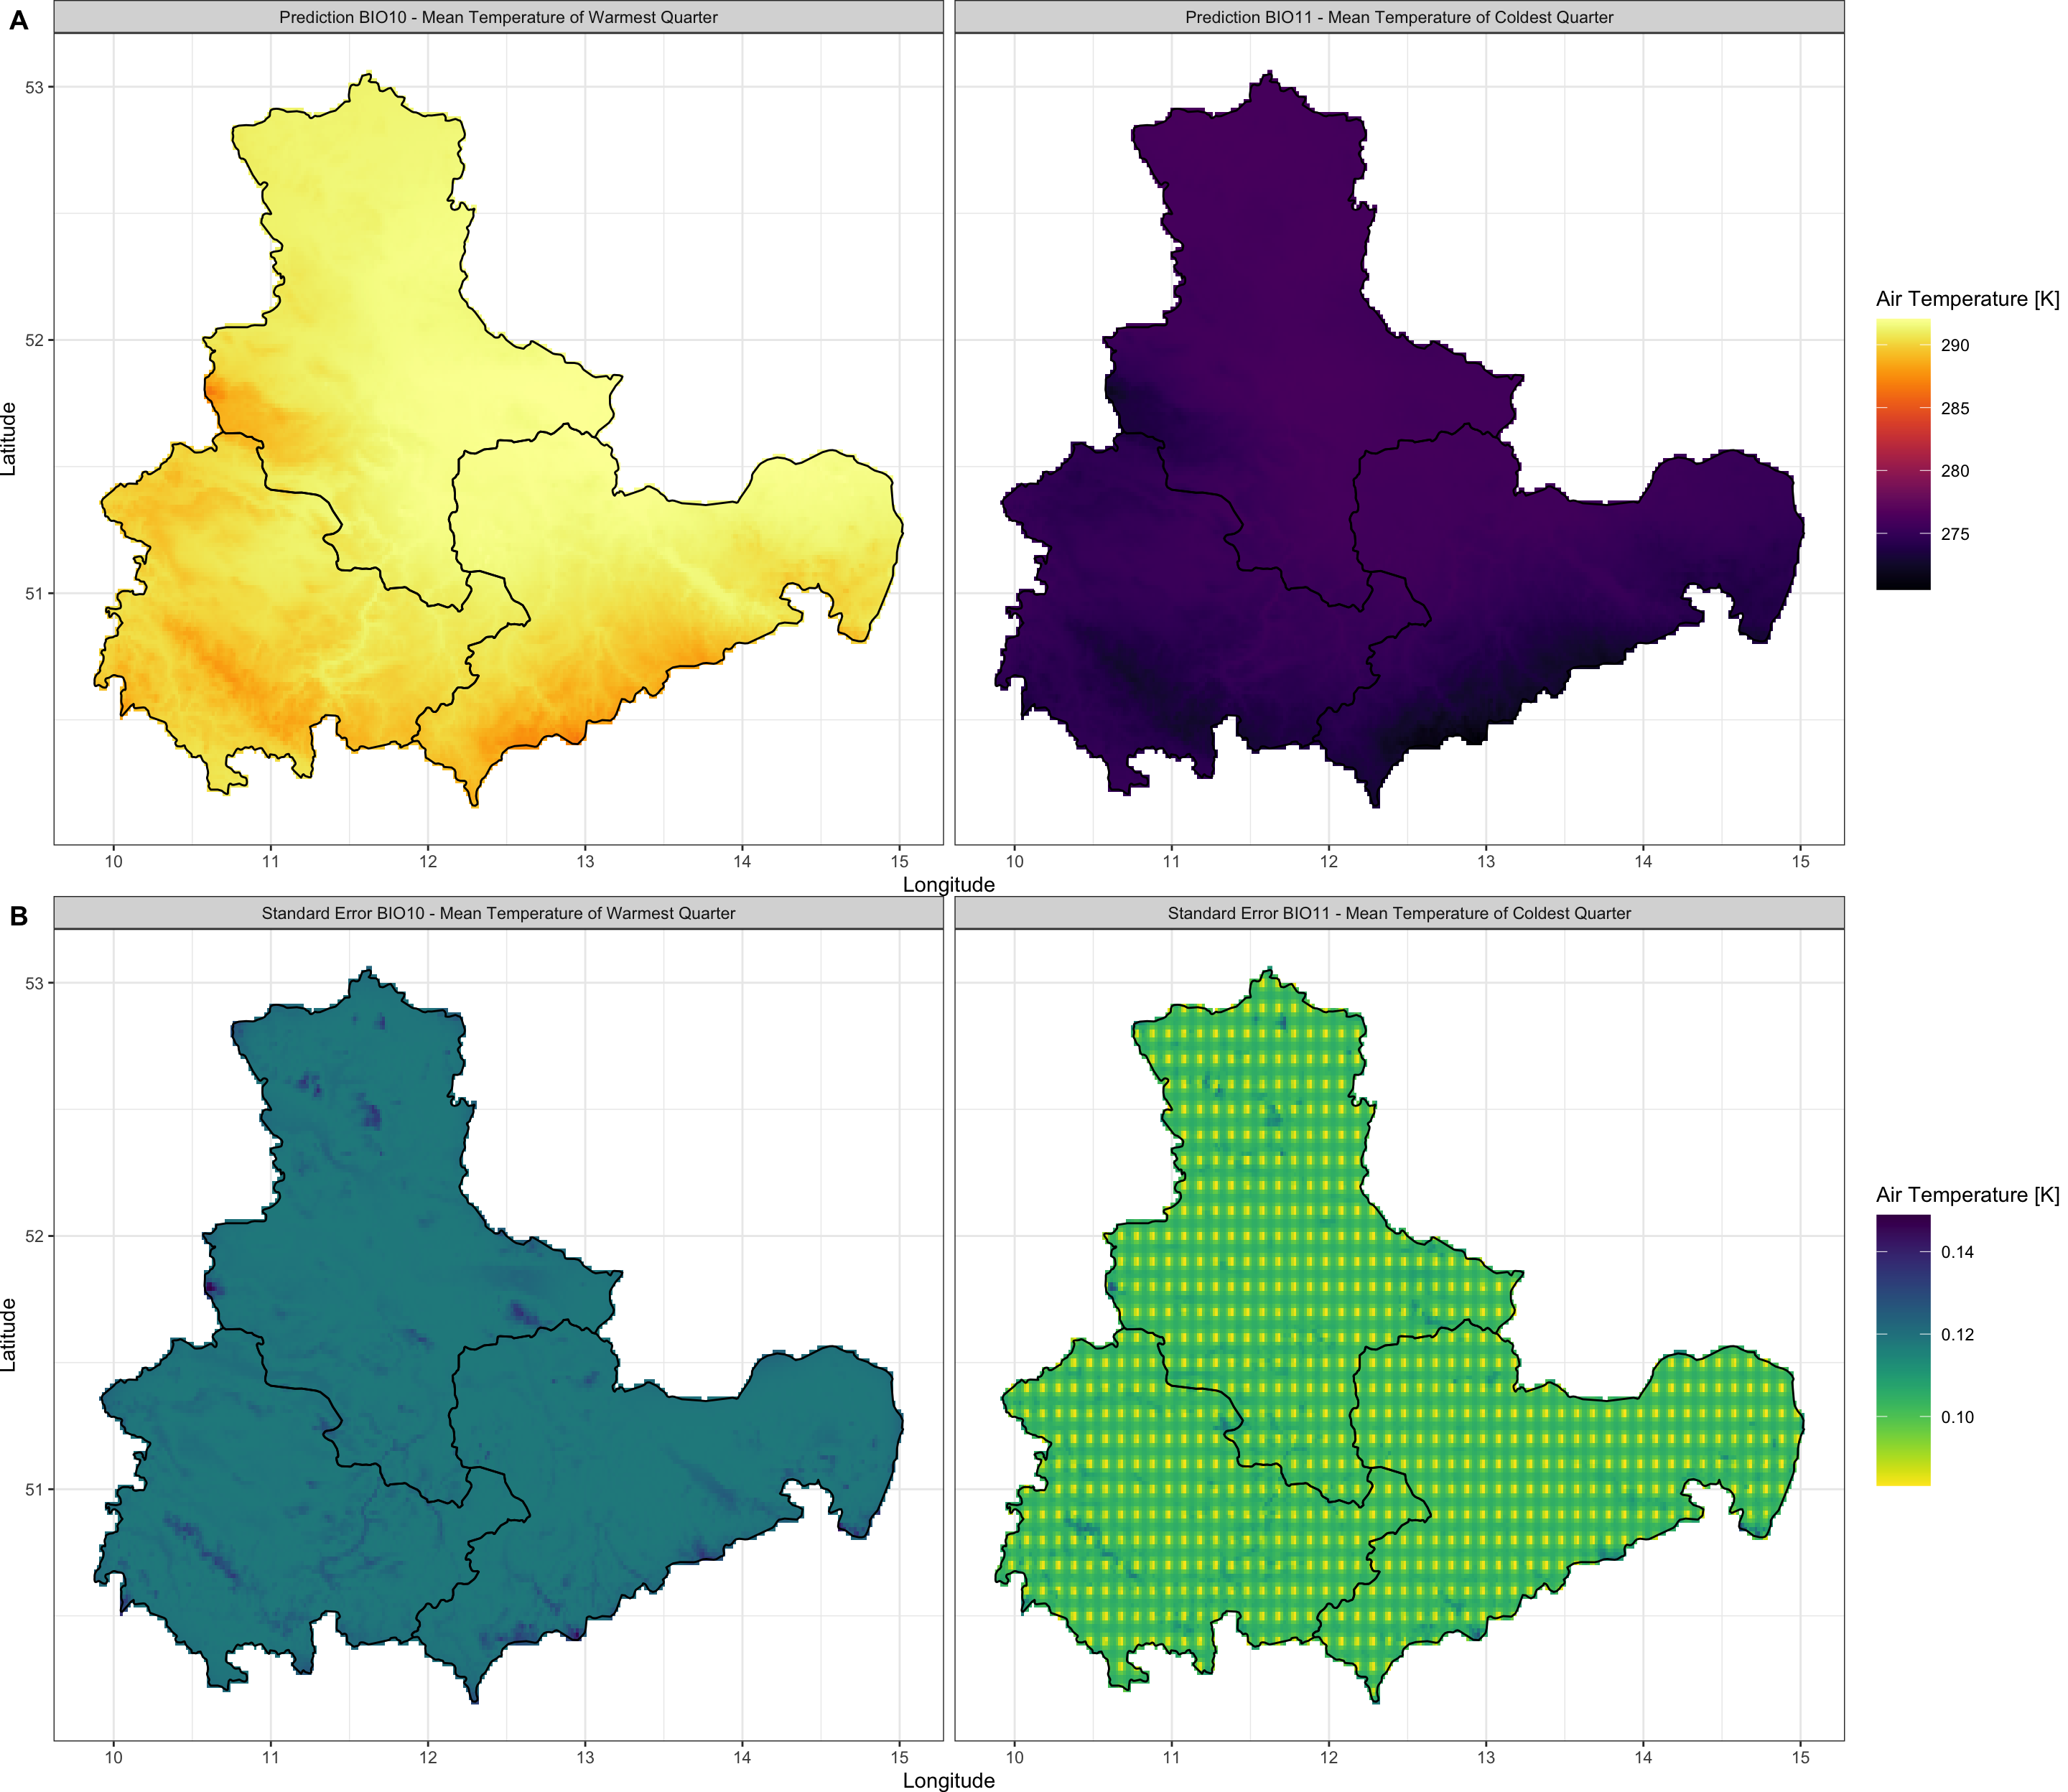 A
Prediction BIO10 - Mean Temperature of Warmest Quarter
Prediction BIO11 - Mean Temperature of Coldest Quarter
53
52
51
Latitude
10 11 12 13 14 15
10 11 12 13 14 15
Longitude
Air Temperature [K]
290
285
280
275
B
Standard Error BIO10 - Mean Temperature of Warmest Quarter
Standard Error BIO11 - Mean Temperature of Coldest Quarter
53
52
51
Latitude
10 11 12 13 14 15
10 11 12 13 14 15
Longitude
Air Temperature [K]
0.14
0.12
0.10